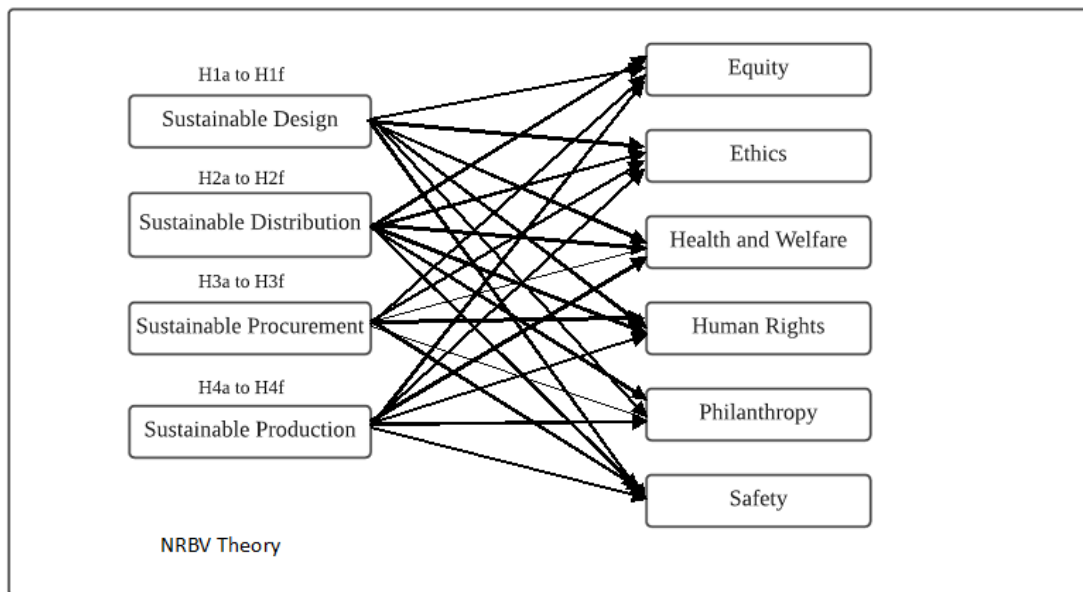 H1a to H1f
Sustainable Design
H2a to H2f
Sustainable Distribution
H3a to H3f
Sustainable Procurement
H4a to H4f
Sustainable Production
NRBV Theory
Equity
Ethics
Health and Welfare
Human Rights
Philanthropy
Safety